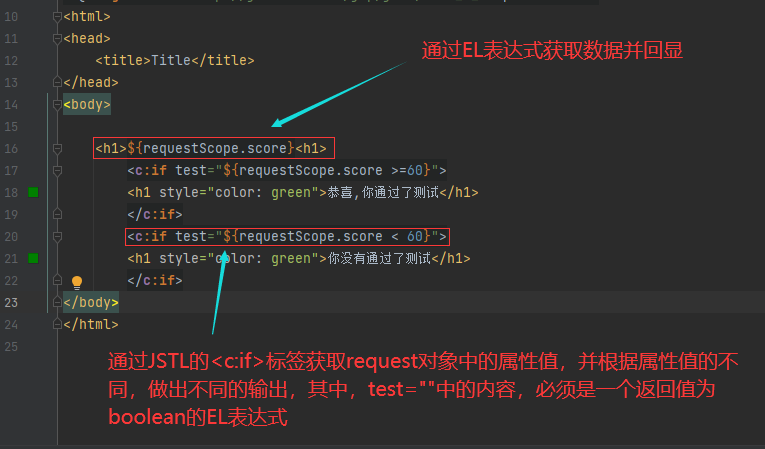 10 <html>
11 <head>
12 <title>Title</title>
通过EL表达式获取数据并回显
13 </head>
14 <body>
15
16 <h1>${requestScope.score}<h1>
17 <c:if test="${requestScope.score >=60}">
18 <h1 style="color: green">恭喜,你通过了测试</h1>
19 </c:if>
20 <c:if test="${requestScope.score < 60}">
21 <h1 style="color: green">你没有通过了测试</h1>
22 </c:if>
23 </body>
24 </html>
25
通过JSTL的<c:if>标签获取request对象中的属性值，并根据属性值的不
同，做出不同的输出，其中，test=""中的内容，必须是一个返回值为
boolean的EL表达式